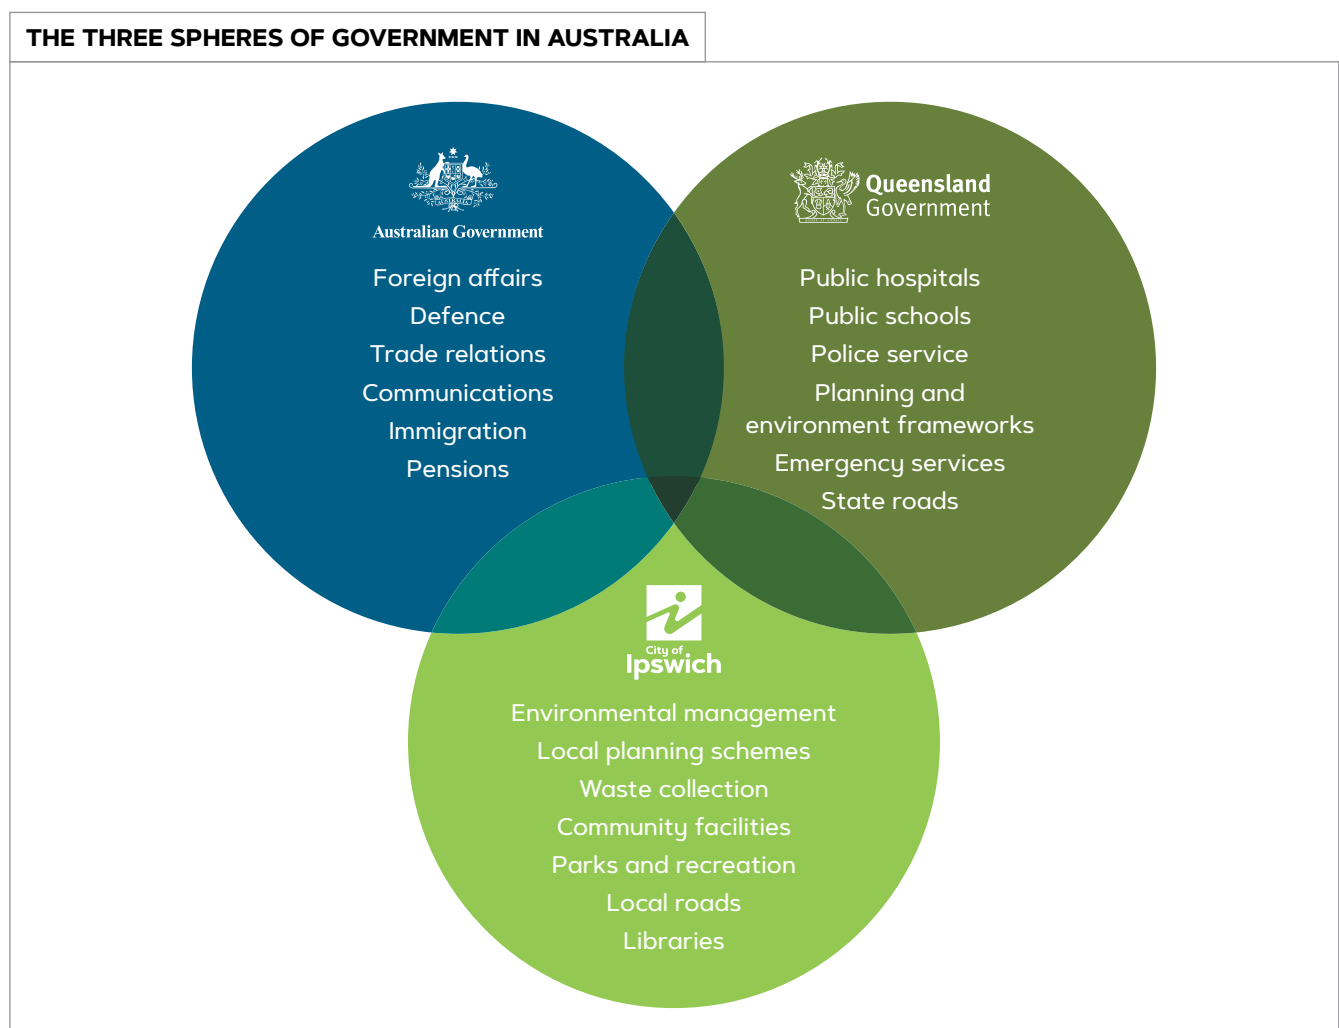 THE THREE SPHERES OF GOVERNMENT IN AUSTRALIA
Australian Government
Foreign affairs
Defence
Trade relations
Communications
Immigration
Pensions
Queensland
Government
Public hospitals
Public schools
Police service
Planning and
environment frameworks
Emergency services
State roads
City of
Ipswich
Environmental management
Local planning schemes
Waste collection
Community facilities
Parks and recreation
Local roads
Libraries